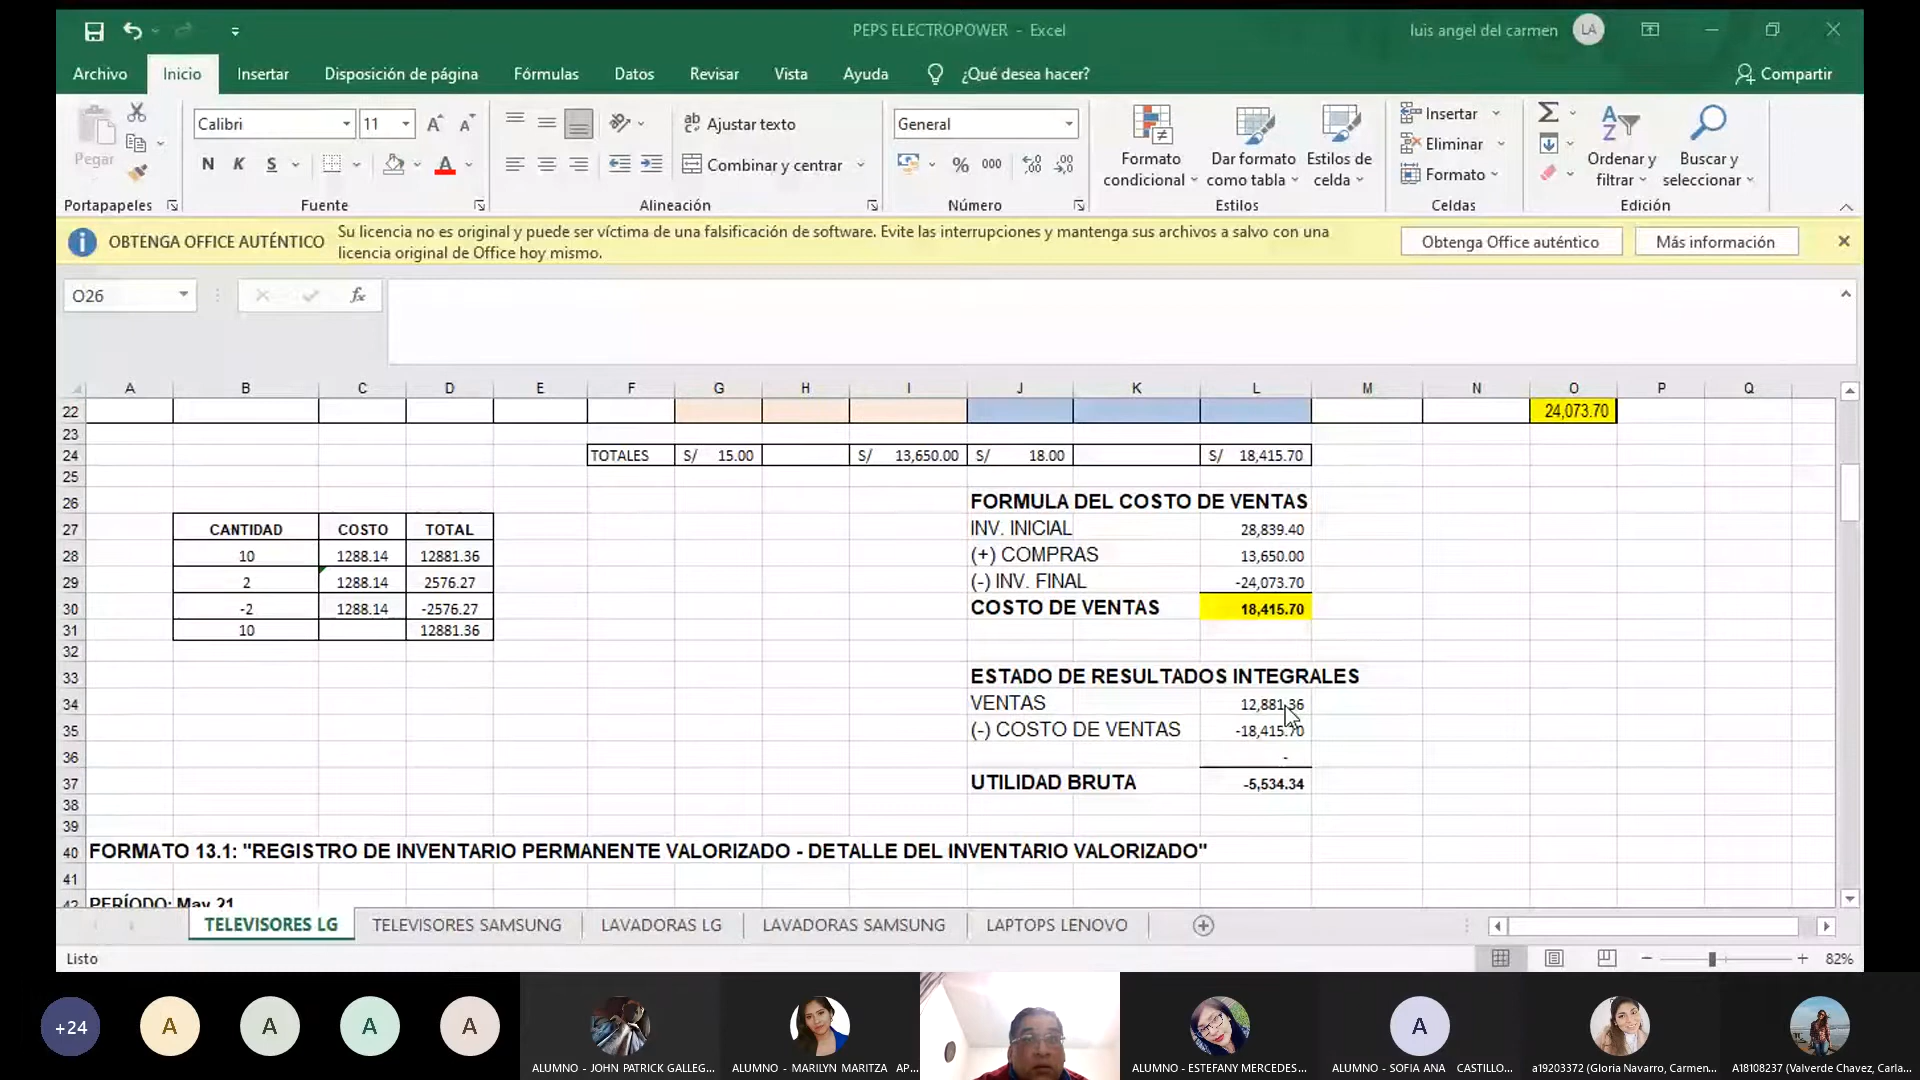 PEPS ELECTROPOWER - Excel
luis angel del carmen
LA
Archivo
Inicio
Insertar
Disposición de página
Fórmulas
Datos
Revisar
Vista
Ayuda
¿Qué desea hacer?
Compartir
Pegar
Portapapeles
Calibri
11
N K S
Fuente
Ajustar texto
Combinar y centrar
Alineación
General
% 000
Número
Formato condicional
Dar formato como tabla
Estilos de celda
Estilos
Insertar
Eliminar
Formato
Celdas
Ordenar y filtrar
Buscar y seleccionar
Edición
OBTENGA OFFICE AUTÉNTICO
Su licencia no es original y puede ser víctima de una falsificación de software. Evite las interrupciones y mantenga sus archivos a salvo con una
licencia original de Office hoy mismo.
Obtenga Office auténtico
Más información
O26
fx
A B C D E F G H I J K L M N O P Q
22 24,073.70
23
24 TOTALES S/ 15.00 S/ 13,650.00 S/ 18.00 S/ 18,415.70
25
26 FORMULA DEL COSTO DE VENTAS
27 CANTIDAD COSTO TOTAL INV. INICIAL 28,839.40
28 10 1288.14 12881.36 (+) COMPRAS 13,650.00
29 2 1288.14 2576.27 (-) INV. FINAL -24,073.70
30 -2 1288.14 -2576.27 COSTO DE VENTAS 18,415.70
31 10 12881.36
32
33 ESTADO DE RESULTADOS INTEGRALES
34 VENTAS 12,881.36
35 (-) COSTO DE VENTAS -18,415.70
36 -
37 UTILIDAD BRUTA -5,534.34
38
39
40 FORMATO 13.1: "REGISTRO DE INVENTARIO PERMANENTE VALORIZADO - DETALLE DEL INVENTARIO VALORIZADO"
41
42 PERÍODO: May 21
TELEVISORES LG
TELEVISORES SAMSUNG
LAVADORAS LG
LAVADORAS SAMSUNG
LAPTOPS LENOVO
Listo
82%
+24
A
A
A
A
A
ALUMNO - JOHN PATRICK GALLEG...
ALUMNO - MARILYN MARITZA AP...
ALUMNO - ESTEFANY MERCEDES...
ALUMNO - SOFIA ANA CASTILLO...
a19203372 (Gloria Navarro, Carmen...
A18108237 (Valverde Chavez, Carla...